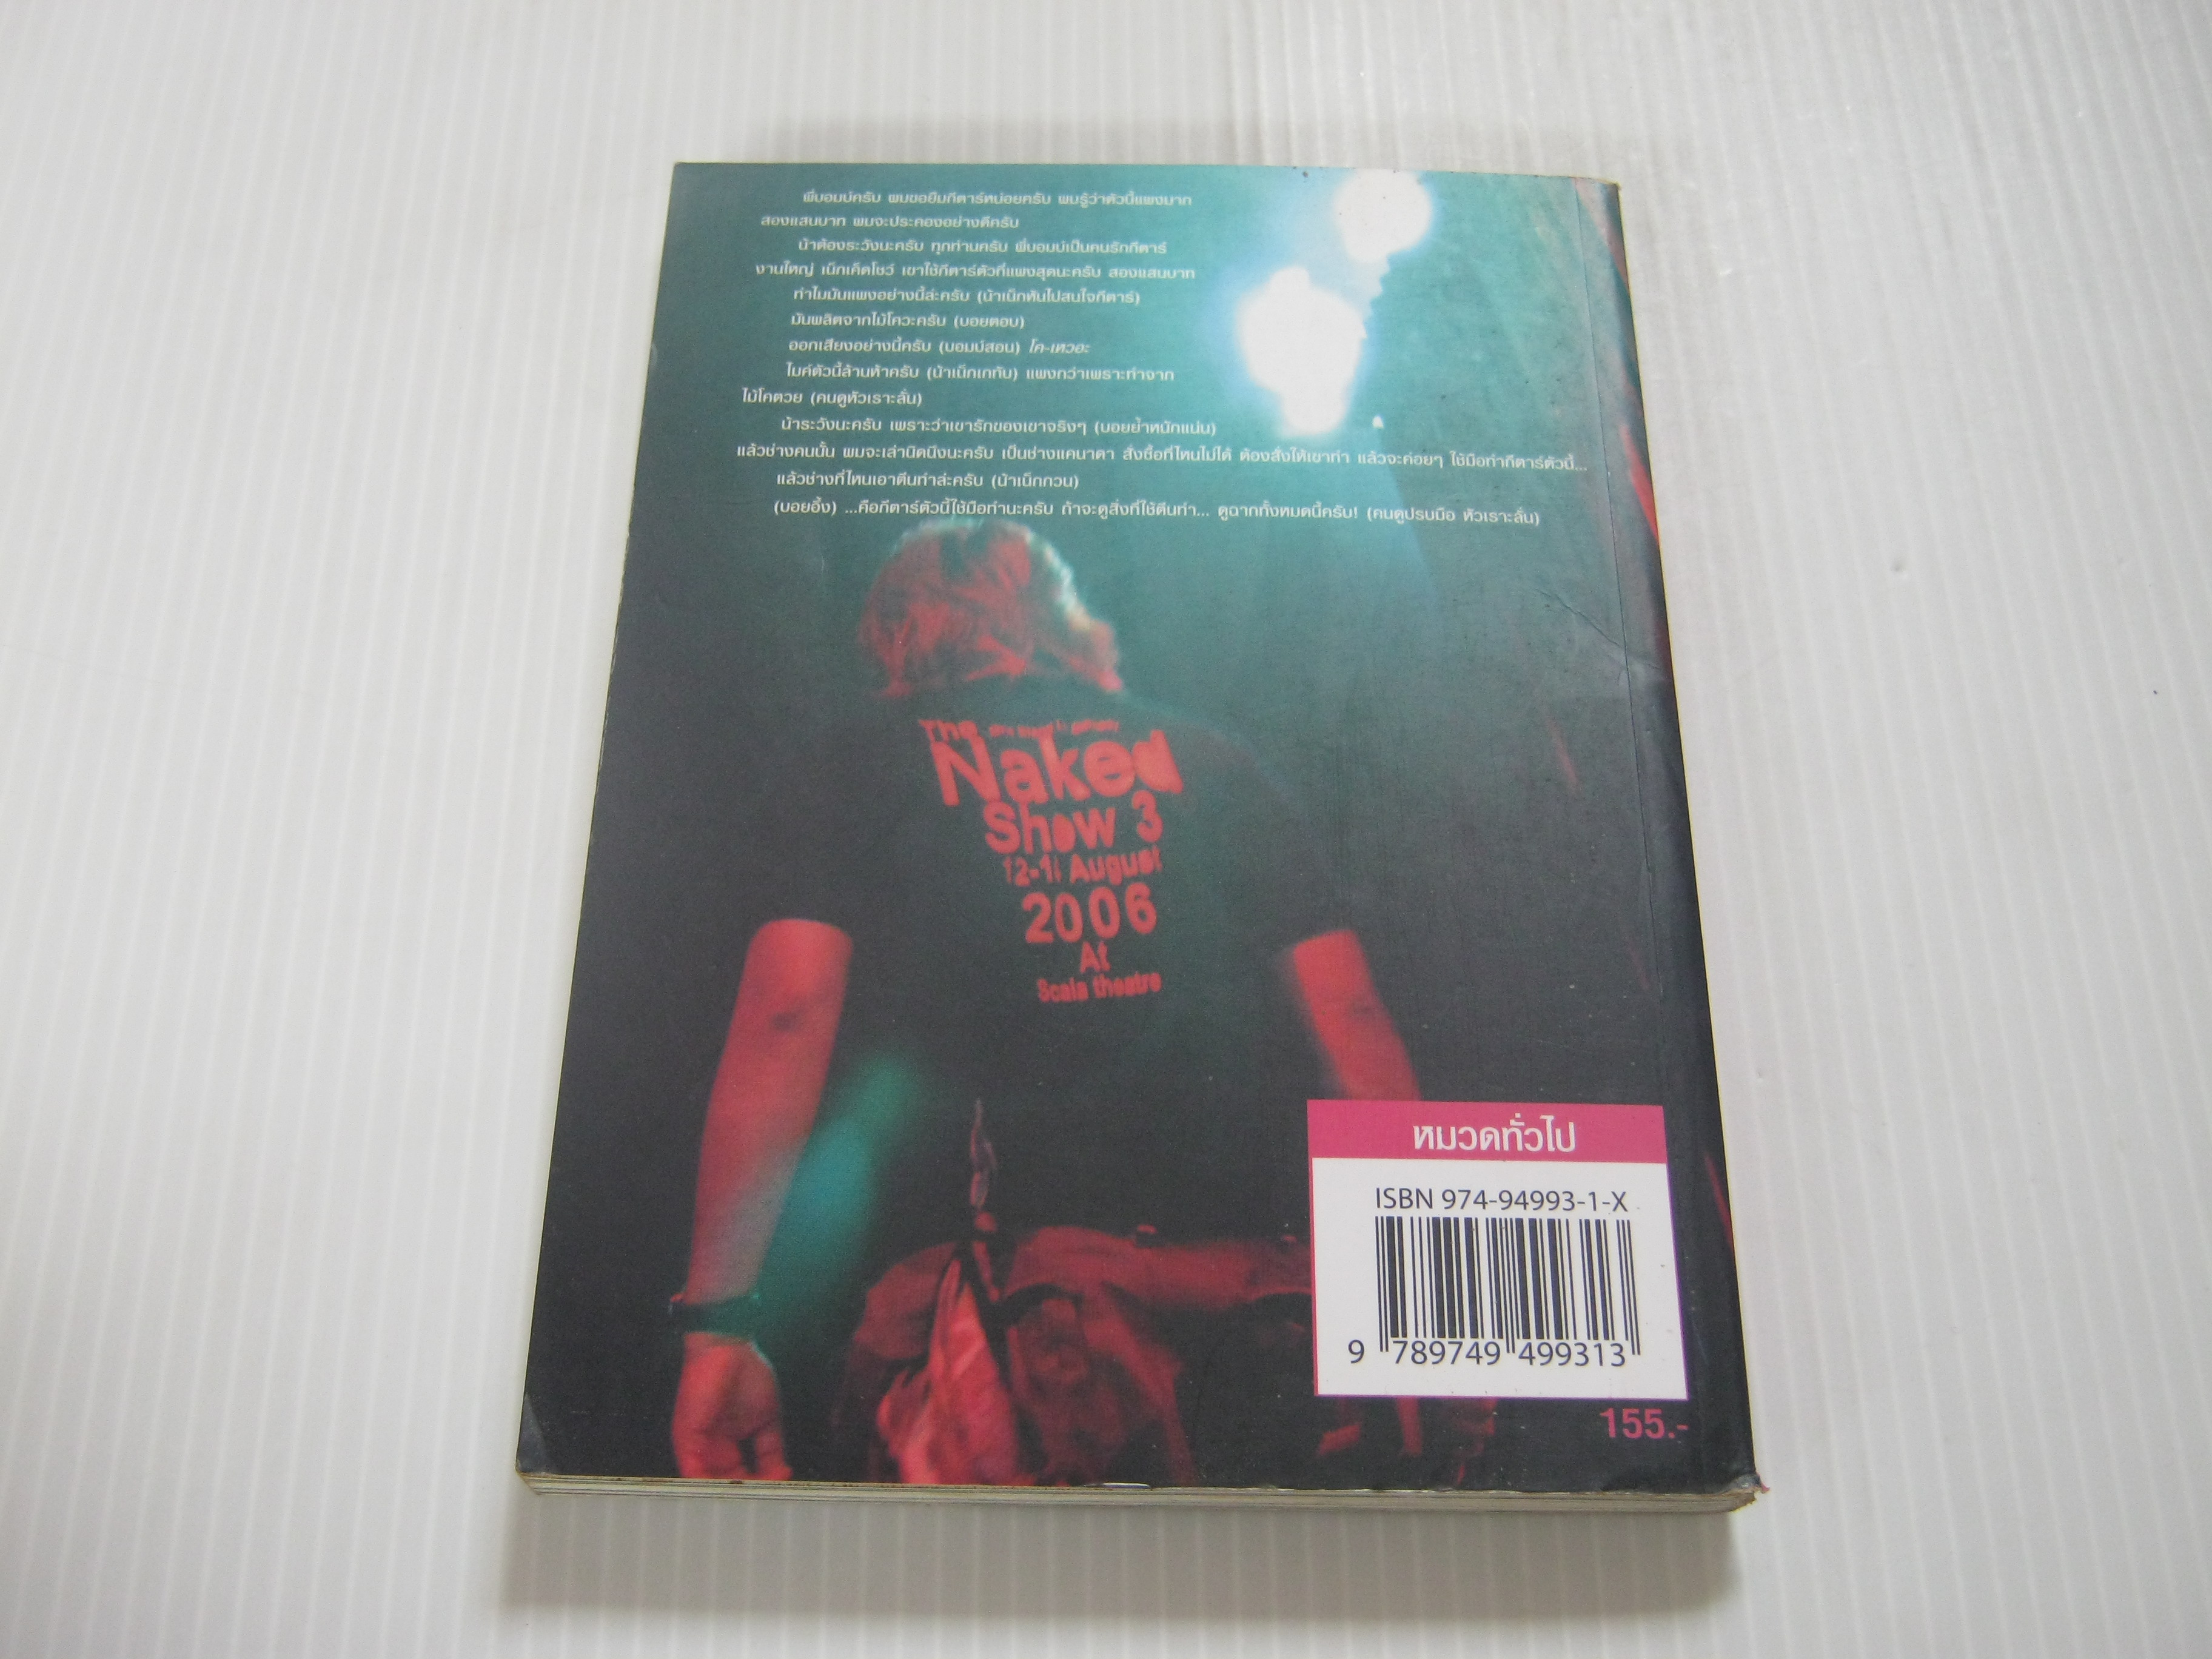 พี่บอมบ์ครับ ผมขอยืมกีตาร์หน่อยครับ ผมรู้ว่าตัวนี้แพงมาก
สองแสนบาท ผมจะประคองอย่างดีครับ
น้าต้องระวังนะครับ ทุกท่านครับ พี่บอมบ์เป็นคนรักกีตาร์
งานใหญ่ เน็กเค็ดโชว์ เขาใช้กีตาร์ตัวที่แพงสุดนะครับ สองแสนบาท
ทำไมมันแพงอย่างนี้ล่ะครับ (น้าเน็กหันไปสนใจกีตาร์)
มันผลิตจากไม้โควะครับ (บอยตอบ)
ออกเสียงอย่างนี้ครับ (บอมบ์สอน) โค-เหวอะ
ไมค์ตัวนี้ล้านห้าครับ (น้าเน็กเกทับ) แพงกว่าเพราะทำจาก
ไม้โคตวย (คนดูหัวเราะลั่น)
น้าระวังนะครับ เพราะว่าเขารักของเขาจริงๆ (บอยย้ำหนักแน่น)
แล้วช่างคนนั้น ผมจะเล่านิดนึงนะครับ เป็นช่างแคนาดา สั่งซื้อที่ไหนไม่ได้ ต้องสั่งให้เขาทำ แล้วจะค่อยๆ ใช้มือทำกีตาร์ตัวนี้...
แล้วช่างที่ไหนเอาตีนทำล่ะครับ (น้าเน็กกวน)
(บอยอึ้ง) ...คือกีตาร์ตัวนี้ใช้มือทำนะครับ ถ้าจะดูสิ่งที่ใช้ตีนทำ... ดูฉากทั้งหมดนี้ครับ! (คนดูปรบมือ หัวเราะลั่น)
The
Naked
Show 3
August
2006
At
Scala theatre
หมวดทั่วไป
ISBN 974-94993-1-X
9 789749 499313
155.-